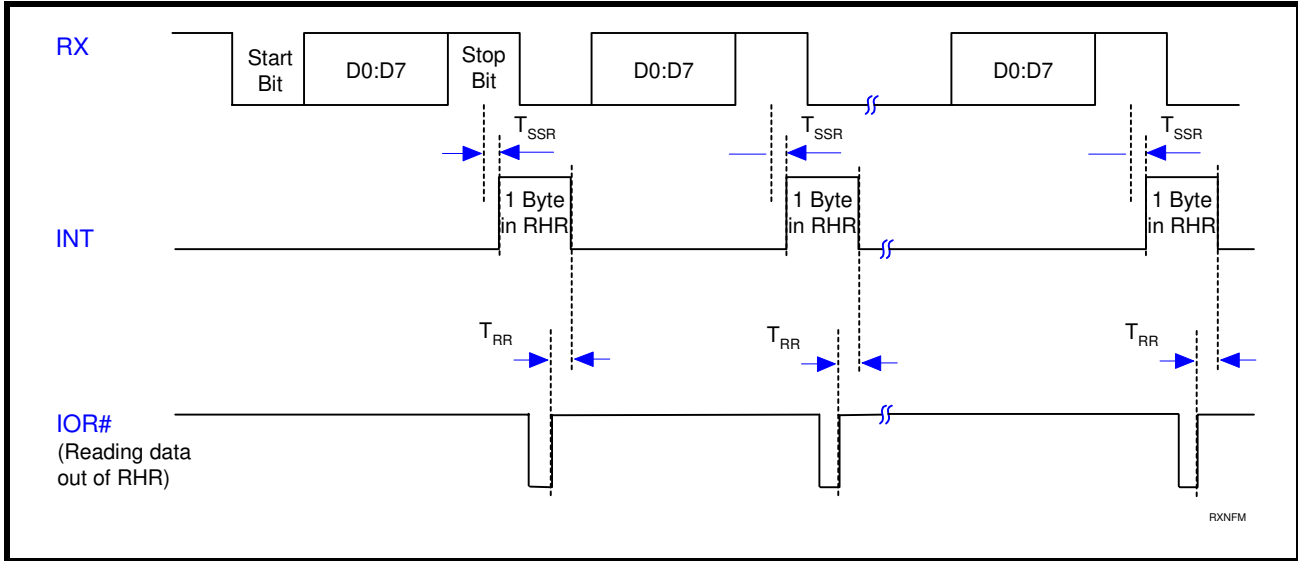 RX
Start
Bit
D0:D7
Stop
Bit
D0:D7
D0:D7
TSSR
TSSR
TSSR
INT
1 Byte
in RHR
1 Byte
in RHR
1 Byte
in RHR
TRR
TRR
TRR
IOR#
(Reading data
out of RHR)
RXNFM